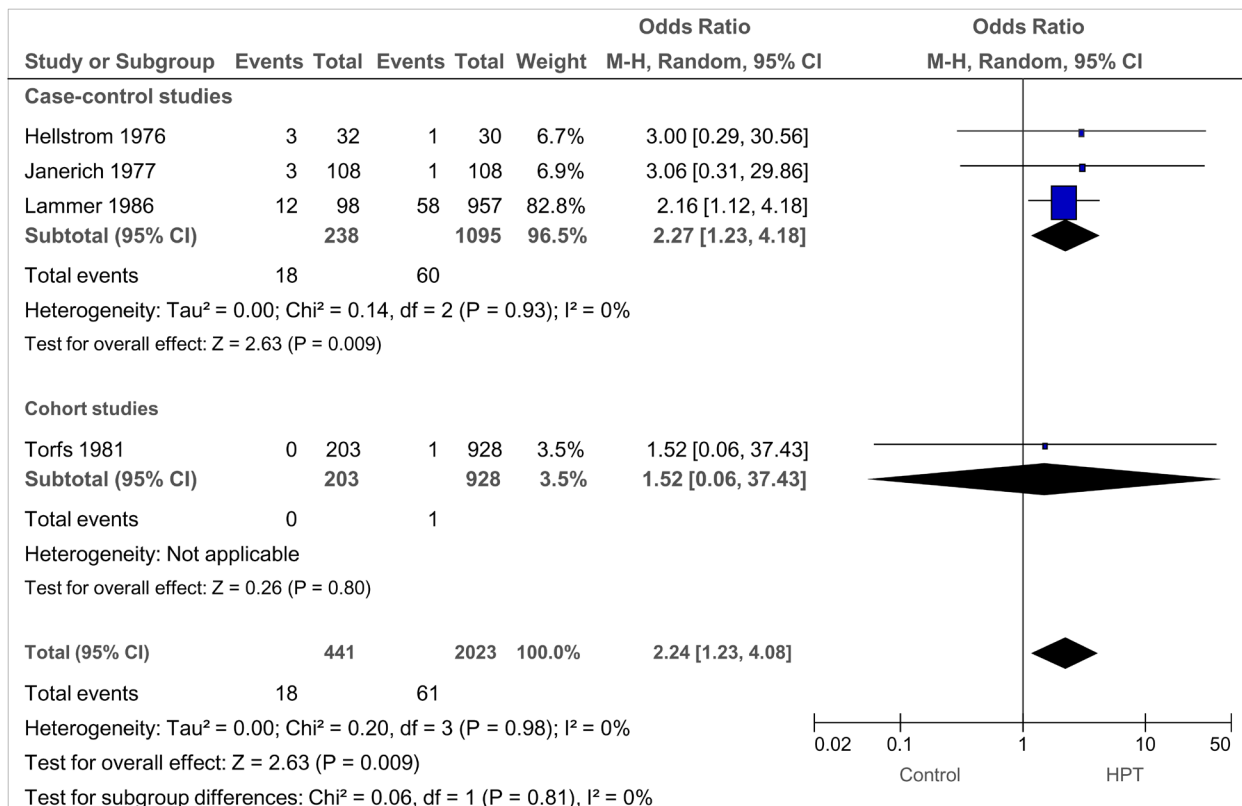 Odds Ratio Odds Ratio
Study or Subgroup Events Total Events Total Weight M-H, Random, 95% CI M-H, Random, 95% CI
Case-control studies
Hellstrom 1976 3 32 1 30 6.7% 3.00 [0.29, 30.56]
Janerich 1977 3 108 1 108 6.9% 3.06 [0.31, 29.86]
Lammer 1986 12 98 58 957 82.8% 2.16 [1.12, 4.18]
Subtotal (95% CI) 238 1095 96.5% 2.27 [1.23, 4.18]
Total events 18 60
Heterogeneity: Tau² = 0.00; Chi² = 0.14, df = 2 (P = 0.93); I² = 0%
Test for overall effect: Z = 2.63 (P = 0.009)
Cohort studies
Torfs 1981 0 203 1 928 3.5% 1.52 [0.06, 37.43]
Subtotal (95% CI) 203 928 3.5% 1.52 [0.06, 37.43]
Total events 0 1
Heterogeneity: Not applicable
Test for overall effect: Z = 0.26 (P = 0.80)
Total (95% CI) 441 2023 100.0% 2.24 [1.23, 4.08]
Total events 18 61
Heterogeneity: Tau² = 0.00; Chi² = 0.20, df = 3 (P = 0.98); I² = 0%
Test for overall effect: Z = 2.63 (P = 0.009)
Test for subgroup differences: Chi² = 0.06, df = 1 (P = 0.81), I² = 0%
0.02 0.1 1 10 50
Control HPT